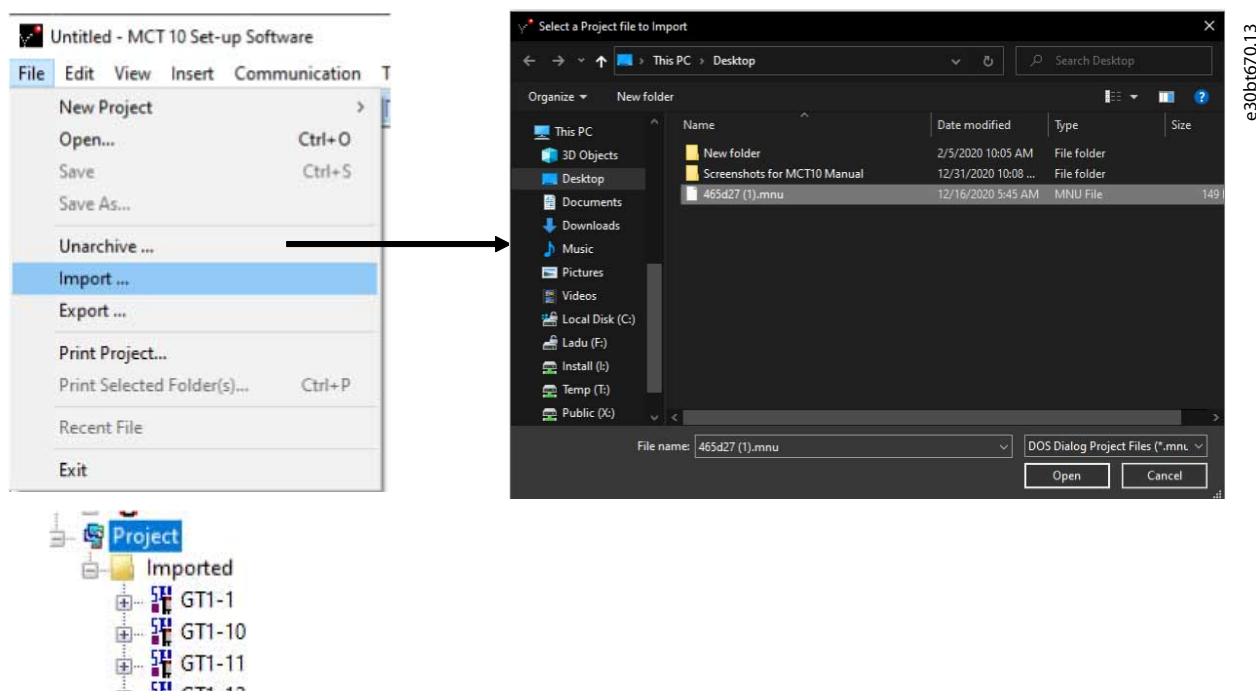 Untitled - MCT 10 Set-up Software
File Edit View Insert Communication T
New Project >
Open... Ctrl+O
Save Ctrl+S
Save As...
Unarchive ...
Import ...
Export ...
Print Project...
Print Selected Folder(s)... Ctrl+P
Recent File
Exit
Select a Project file to Import
This PC > Desktop
Search Desktop
Organize New folder
This PC
3D Objects
Desktop
Documents
Downloads
Music
Pictures
Videos
Local Disk (C:)
Ladu (F:)
Install (I:)
Temp (T:)
Public (X:)
Name Date modified Type Size
New folder 2/5/2020 10:05 AM File folder
Screenshots for MCT10 Manual 12/31/2020 10:08 ... File folder
465d27 (1).mnu 12/16/2020 5:45 AM MNU File 149
File name: 465d27 (1).mnu DOS Dialog Project Files (*.mnu
Open Cancel
e30bt670.13
Project
Imported
GT1-1
GT1-10
GT1-11